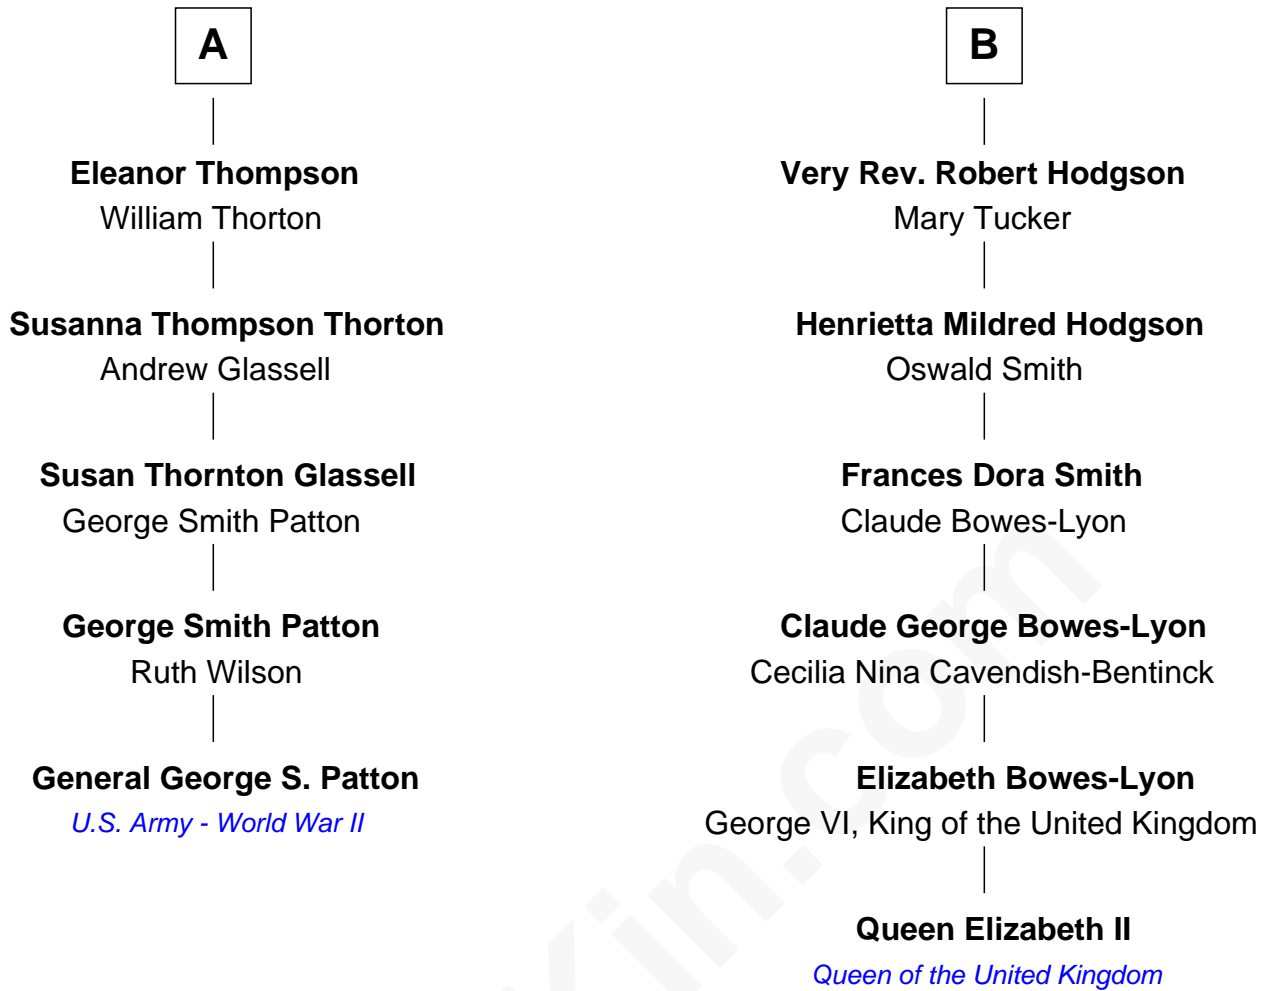 A
Eleanor Thompson
William Thorton
Susanna Thompson Thorton
Andrew Glassell
Susan Thornton Glassell
George Smith Patton
George Smith Patton
Ruth Wilson
General George S. Patton
U.S. Army - World War II
B
Very Rev. Robert Hodgson
Mary Tucker
Henrietta Mildred Hodgson
Oswald Smith
Frances Dora Smith
Claude Bowes-Lyon
Claude George Bowes-Lyon
Cecilia Nina Cavendish-Bentinck
Elizabeth Bowes-Lyon
George VI, King of the United Kingdom
Queen Elizabeth II
Queen of the United Kingdom
Kin.com